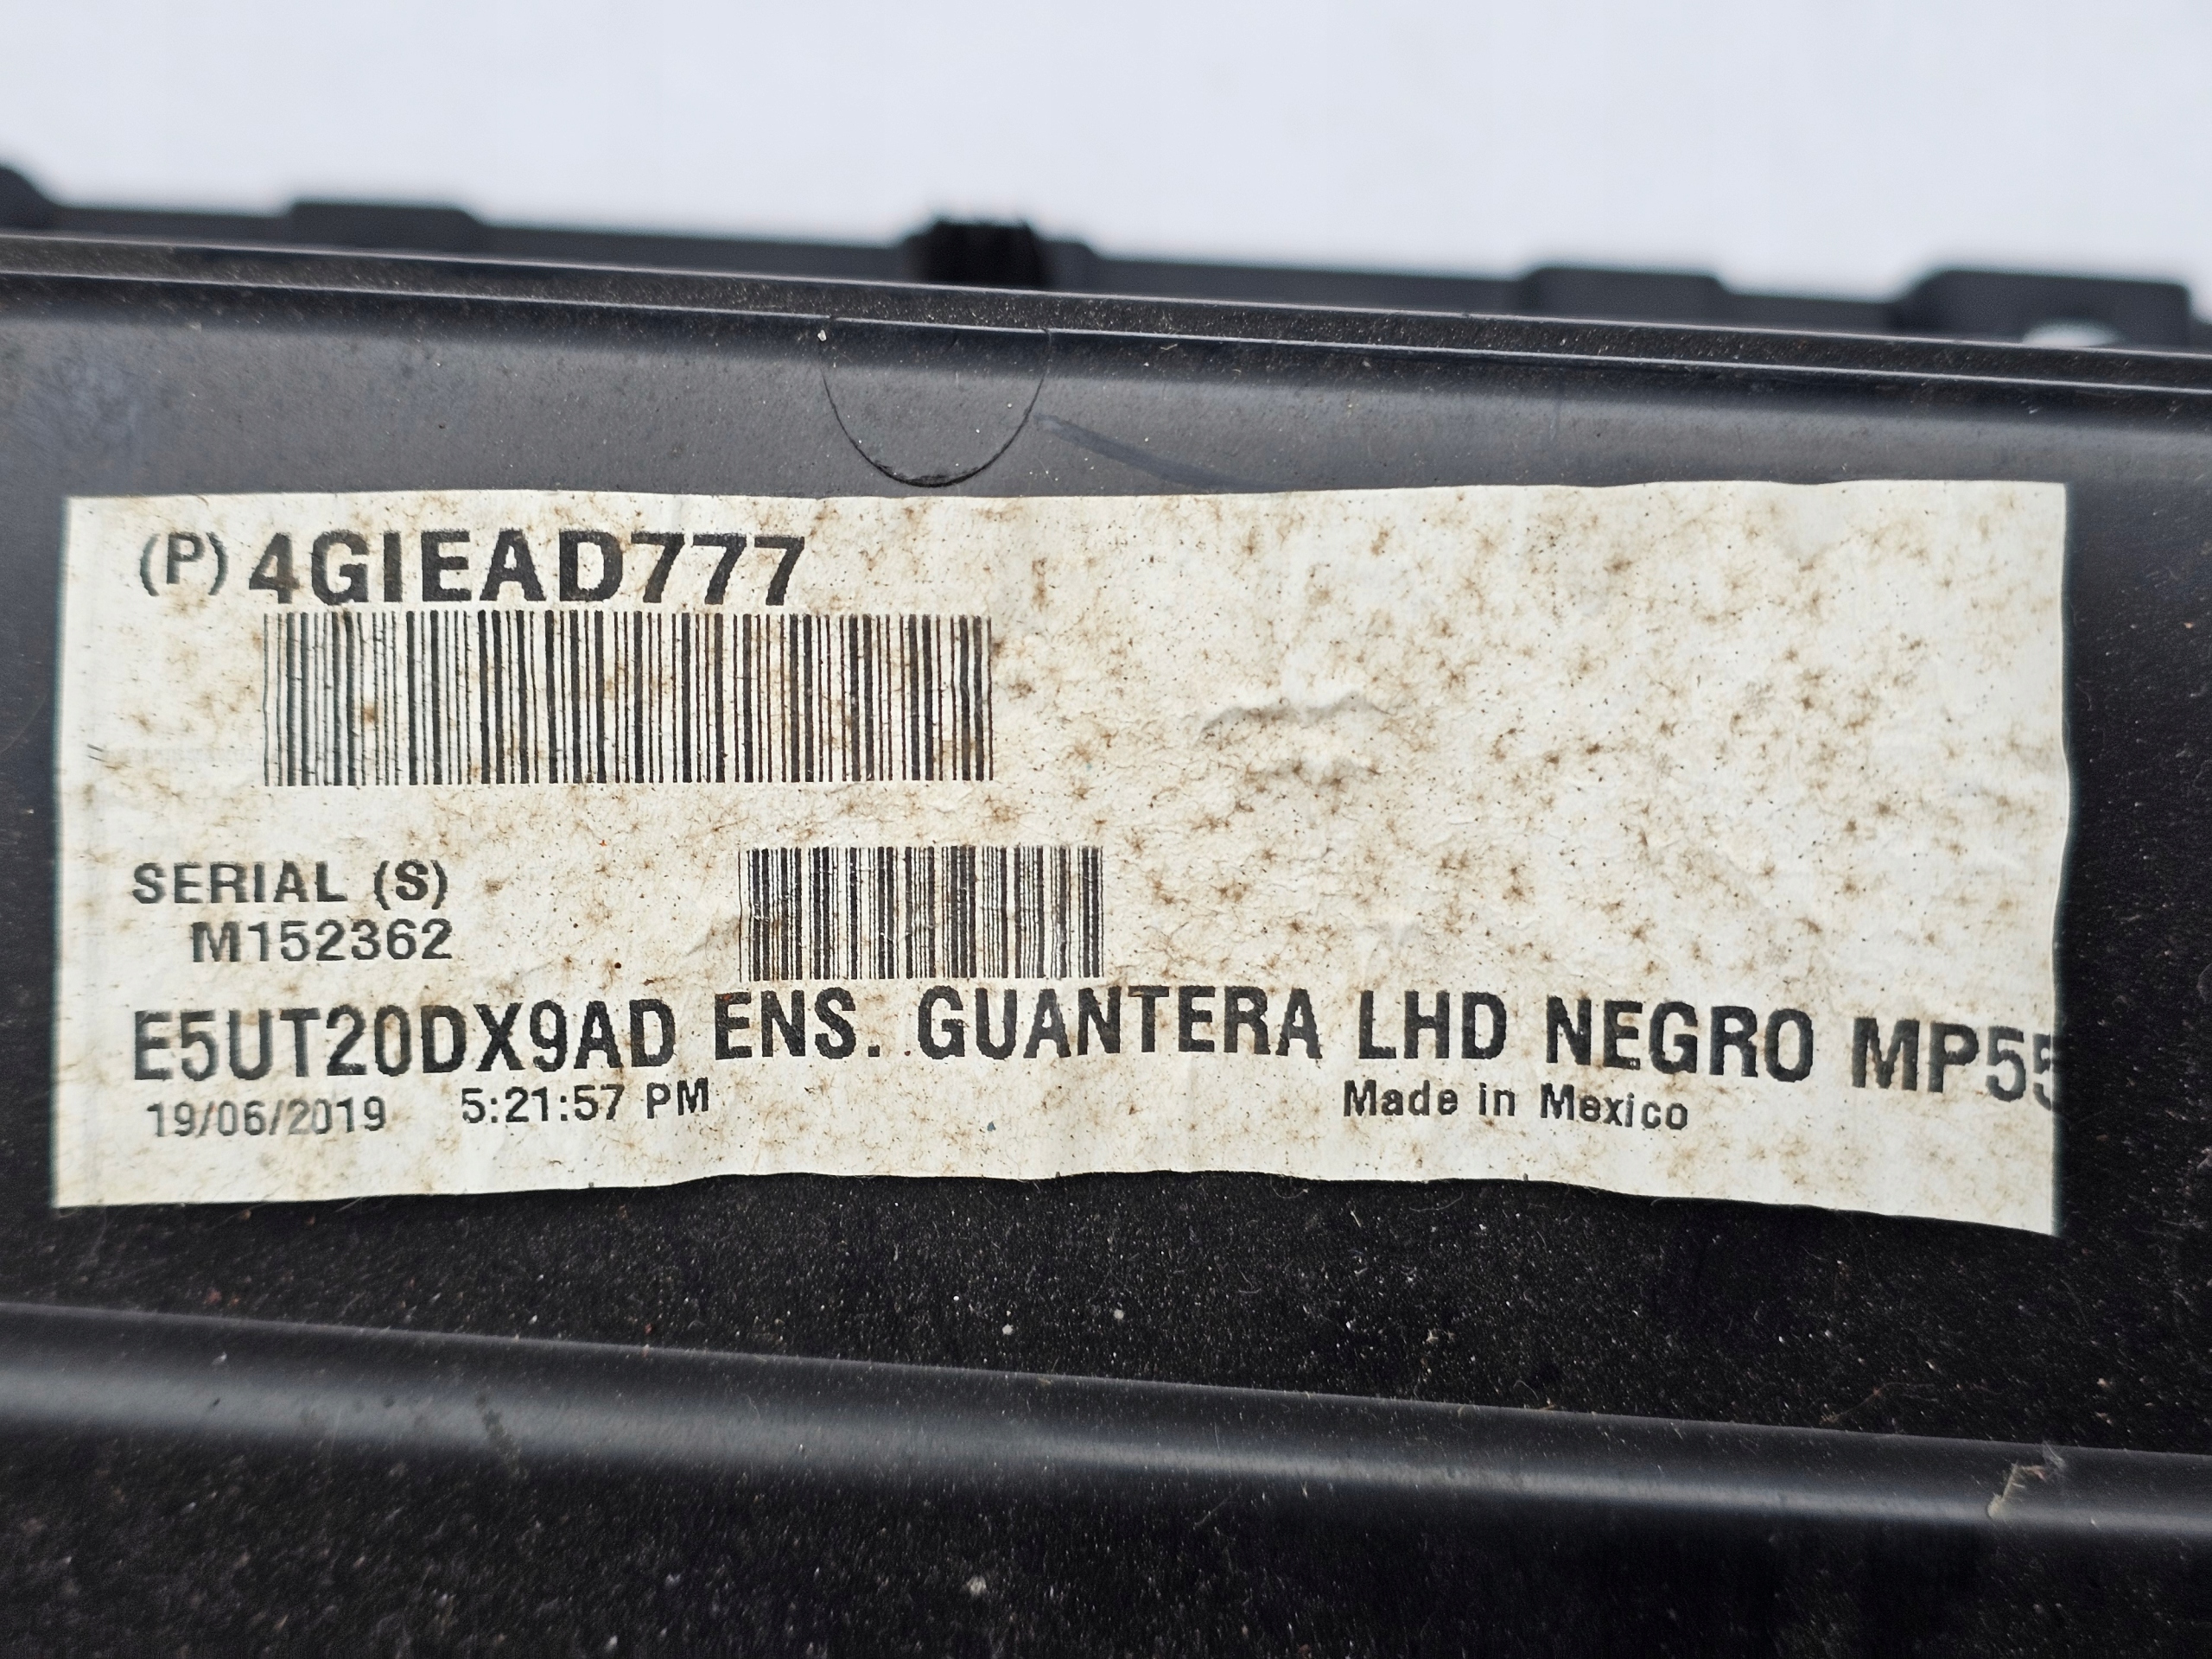 (P) 4GIEAD777
SERIAL (S)
M152362
E5UT20DX9AD ENS. GUANTERA LHD NEGRO MP55
19/06/2019 5:21:57 PM Made in Mexico